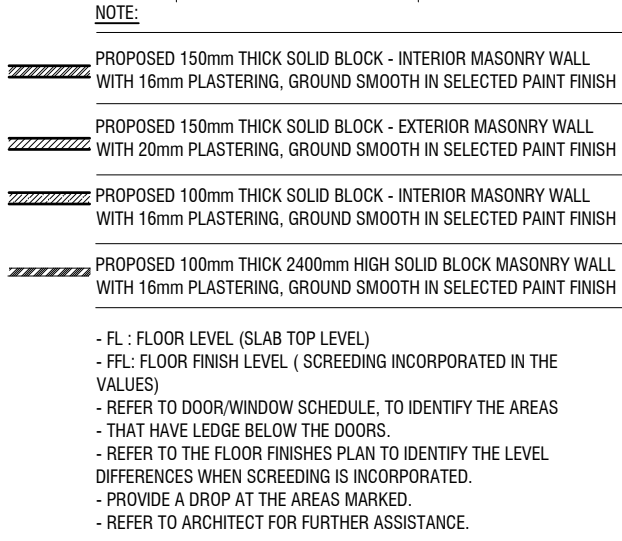 NOTE:
PROPOSED 150mm THICK SOLID BLOCK - INTERIOR MASONRY WALL
WITH 16mm PLASTERING, GROUND SMOOTH IN SELECTED PAINT FINISH
PROPOSED 150mm THICK SOLID BLOCK - EXTERIOR MASONRY WALL
WITH 20mm PLASTERING, GROUND SMOOTH IN SELECTED PAINT FINISH
PROPOSED 100mm THICK SOLID BLOCK - INTERIOR MASONRY WALL
WITH 16mm PLASTERING, GROUND SMOOTH IN SELECTED PAINT FINISH
PROPOSED 100mm THICK 2400mm HIGH SOLID BLOCK MASONRY WALL
WITH 16mm PLASTERING, GROUND SMOOTH IN SELECTED PAINT FINISH
- FL : FLOOR LEVEL (SLAB TOP LEVEL)
- FFL: FLOOR FINISH LEVEL ( SCREEDING INCORPORATED IN THE
VALUES)
- REFER TO DOOR/WINDOW SCHEDULE, TO IDENTIFY THE AREAS
- THAT HAVE LEDGE BELOW THE DOORS.
- REFER TO THE FLOOR FINISHES PLAN TO IDENTIFY THE LEVEL
DIFFERENCES WHEN SCREEDING IS INCORPORATED.
- PROVIDE A DROP AT THE AREAS MARKED.
- REFER TO ARCHITECT FOR FURTHER ASSISTANCE.